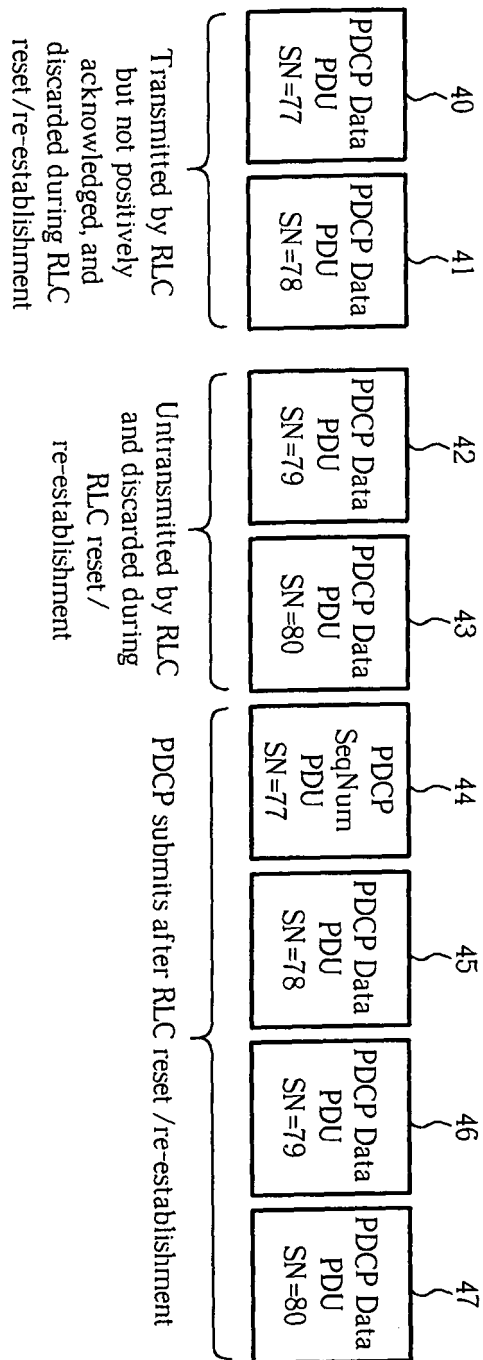 40
PDCP Data
PDU
SN=77
41
PDCP Data
PDU
SN=78
Transmitted by RLC
but not positively
acknowledged, and
discarded during RLC
reset/re-establishment
42
PDCP Data
PDU
SN=79
43
PDCP Data
PDU
SN=80
Untransmitted by RLC
and discarded during
RLC reset/
re-establishment
44
PDCP
SeqNum
PDU
SN=77
45
PDCP Data
PDU
SN=78
46
PDCP Data
PDU
SN=79
47
PDCP Data
PDU
SN=80
PDCP submits after RLC reset/re-establishment